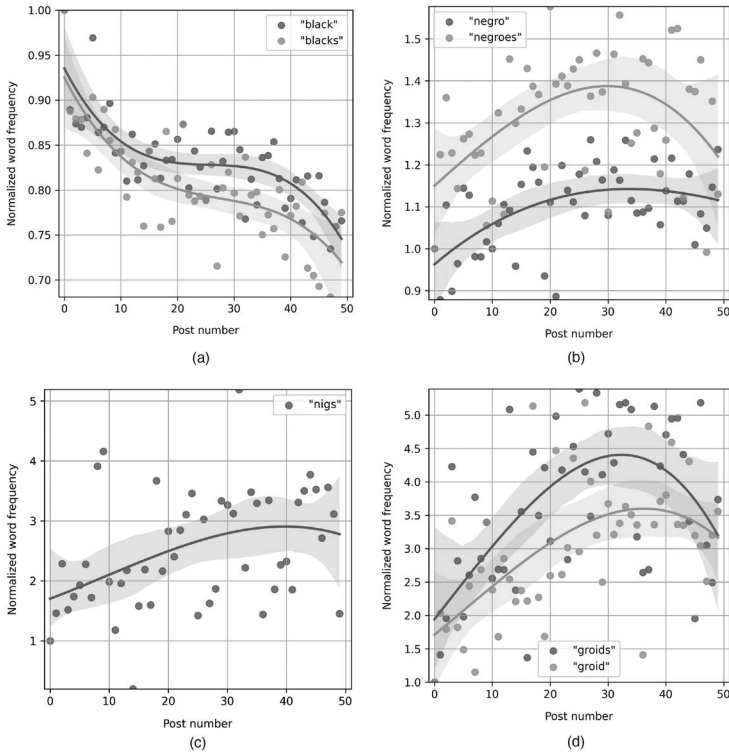 1.00
0.95
0.90
0.85
0.80
0.75
0.70
Normalized word frequency
"black"
"blacks"
0 10 20 30 40 50
Post number
(a)
1.5
1.4
1.3
1.2
1.1
1.0
0.9
Normalized word frequency
"negro"
"negroes"
0 10 20 30 40 50
Post number
(b)
5
4
3
2
1
Normalized word frequency
"nigs"
0 10 20 30 40 50
Post number
(c)
5.0
4.5
4.0
3.5
3.0
2.5
2.0
1.5
1.0
Normalized word frequency
"groids"
"groid"
0 10 20 30 40 50
Post number
(d)